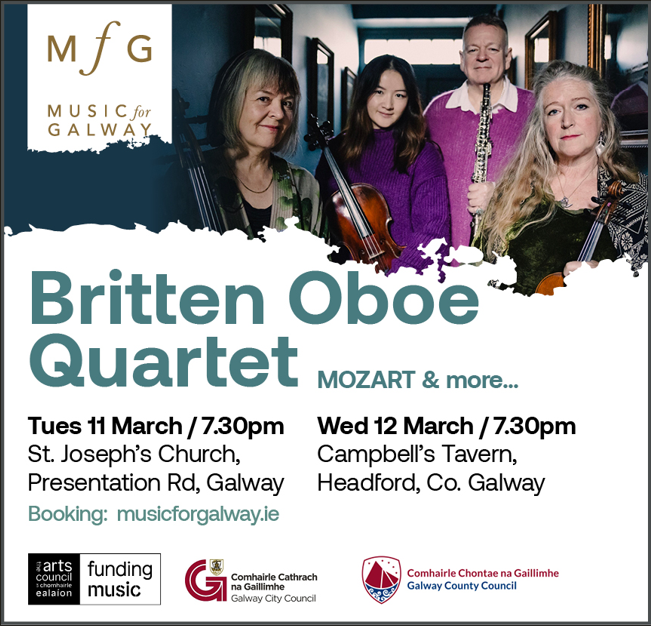 MfG
MUSIC for
GALWAY
Britten Oboe
Quartet MOZART & more...
Tues 11 March / 7.30pm
St. Joseph's Church,
Presentation Rd, Galway
Booking: musicforgalway.ie
Wed 12 March / 7.30pm
Campbell's Tavern,
Headford, Co. Galway
the arts
council
chomhairle
ealaíon
funding
music
Comhairle Cathrach
na Gaillimhe
Galway City Council
Comhairle Chontae na Gaillimhe
Galway County Council